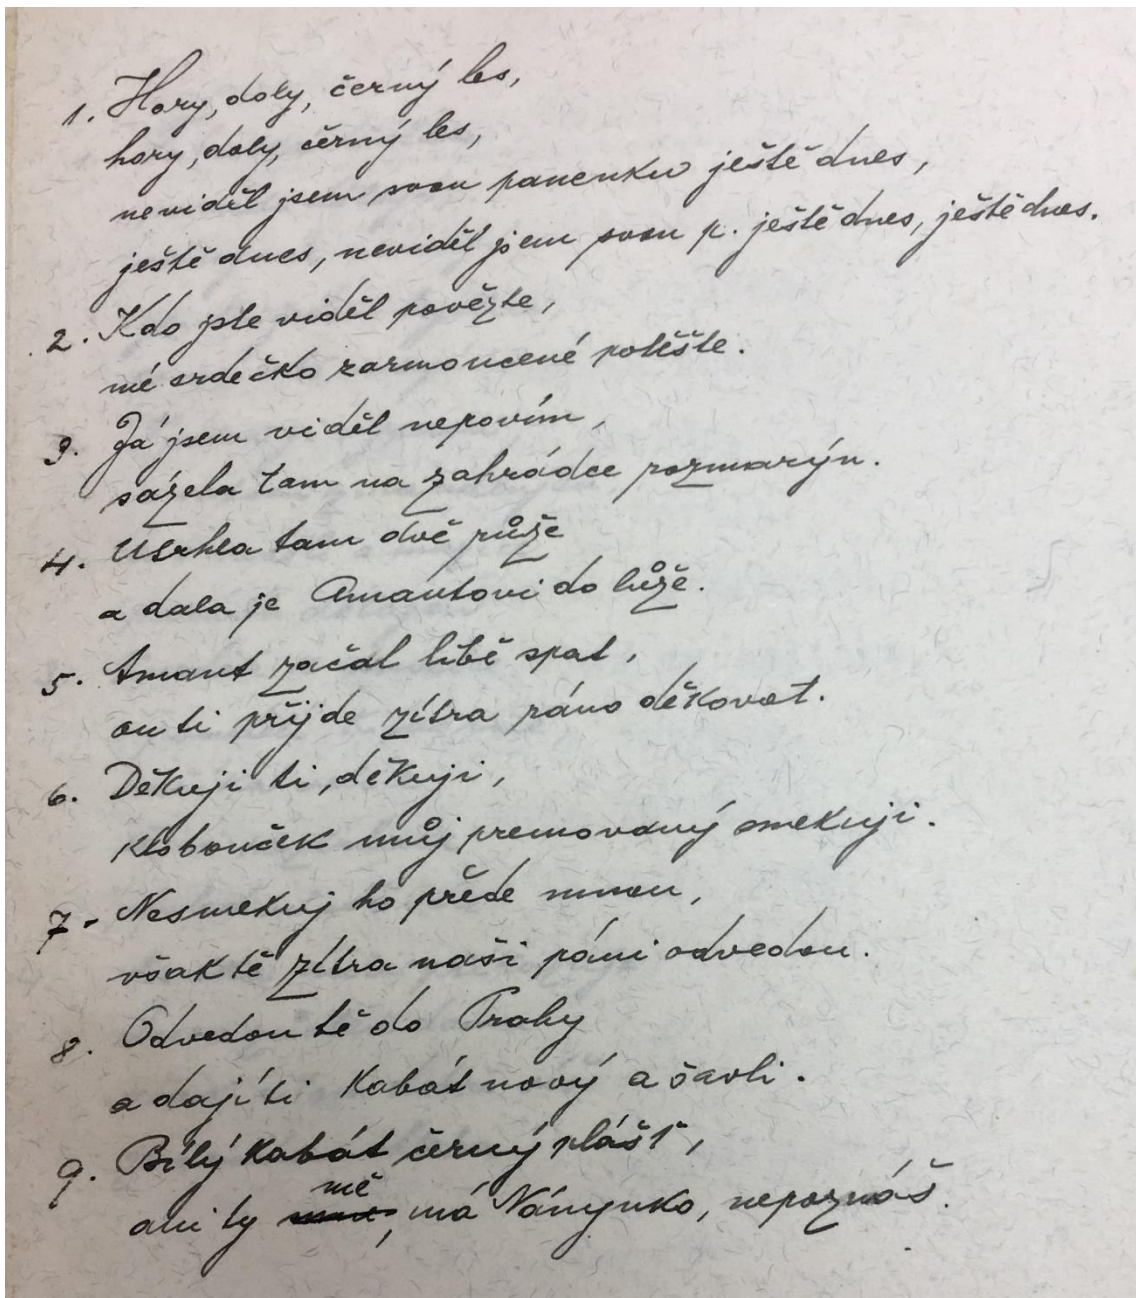 1. Hory, doly, černý les,
hory, doly, černý les,
neviděl jsem svou panenku ještě dnes,
ještě dnes, neviděl jsem svou p. ještě dnes, ještě dnes.
2. Kdo jste viděl povězte,
mé srdečko zarmoucené potěšte.
3. Já jsem viděl nepovím,
sázela tam na zahrádce rozmarýn.
4. Utrhla tam dvě růže
a dala je Amantovi do lůže.
5. Amant začal libě spat,
on ti přijde zítra ráno děkovat.
6. Děkuji ti, děkuji,
klobouček můj premovaný smekuji.
7. Nesmekuj ho přede mnou,
však tě zítra naši páni odvedou.
8. Odvedou tě do Prahy
a dají ti kabát nový a šavli.
9. Bílý kabát černý plášť,
mě
ani ty, má Nánynko, nepoznáš.